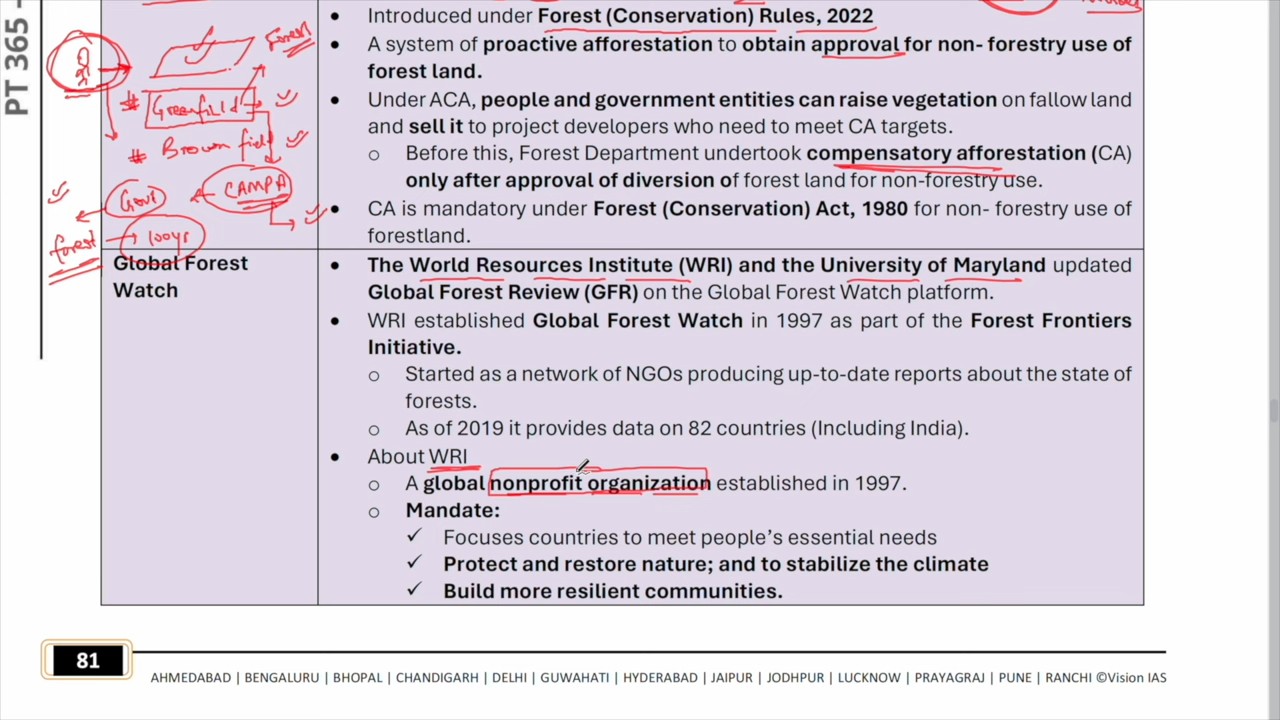 PT 365 -
Introduced under Forest (Conservation) Rules, 2022
A system of proactive afforestation to obtain approval for non- forestry use of
forest land.
Under ACA, people and government entities can raise vegetation on fallow land
and sell it to project developers who need to meet CA targets.
Before this, Forest Department undertook compensatory afforestation (CA)
only after approval of diversion of forest land for non-forestry use.
CA is mandatory under Forest (Conservation) Act, 1980 for non- forestry use of
forestland.
Forest
# Greenfield
# Brown field
Govt
CAMPA
forest
100yr
Global Forest
Watch
The World Resources Institute (WRI) and the University of Maryland updated
Global Forest Review (GFR) on the Global Forest Watch platform.
WRI established Global Forest Watch in 1997 as part of the Forest Frontiers
Initiative.
Started as a network of NGOs producing up-to-date reports about the state of
forests.
As of 2019 it provides data on 82 countries (Including India).
About WRI
A global nonprofit organization established in 1997.
Mandate:
Focuses countries to meet people's essential needs
Protect and restore nature; and to stabilize the climate
Build more resilient communities.
81
AHMEDABAD | BENGALURU | BHOPAL | CHANDIGARH | DELHI | GUWAHATI | HYDERABAD | JAIPUR | JODHPUR | LUCKNOW | PRAYAGRAJ | PUNE | RANCHI ©Vision IAS